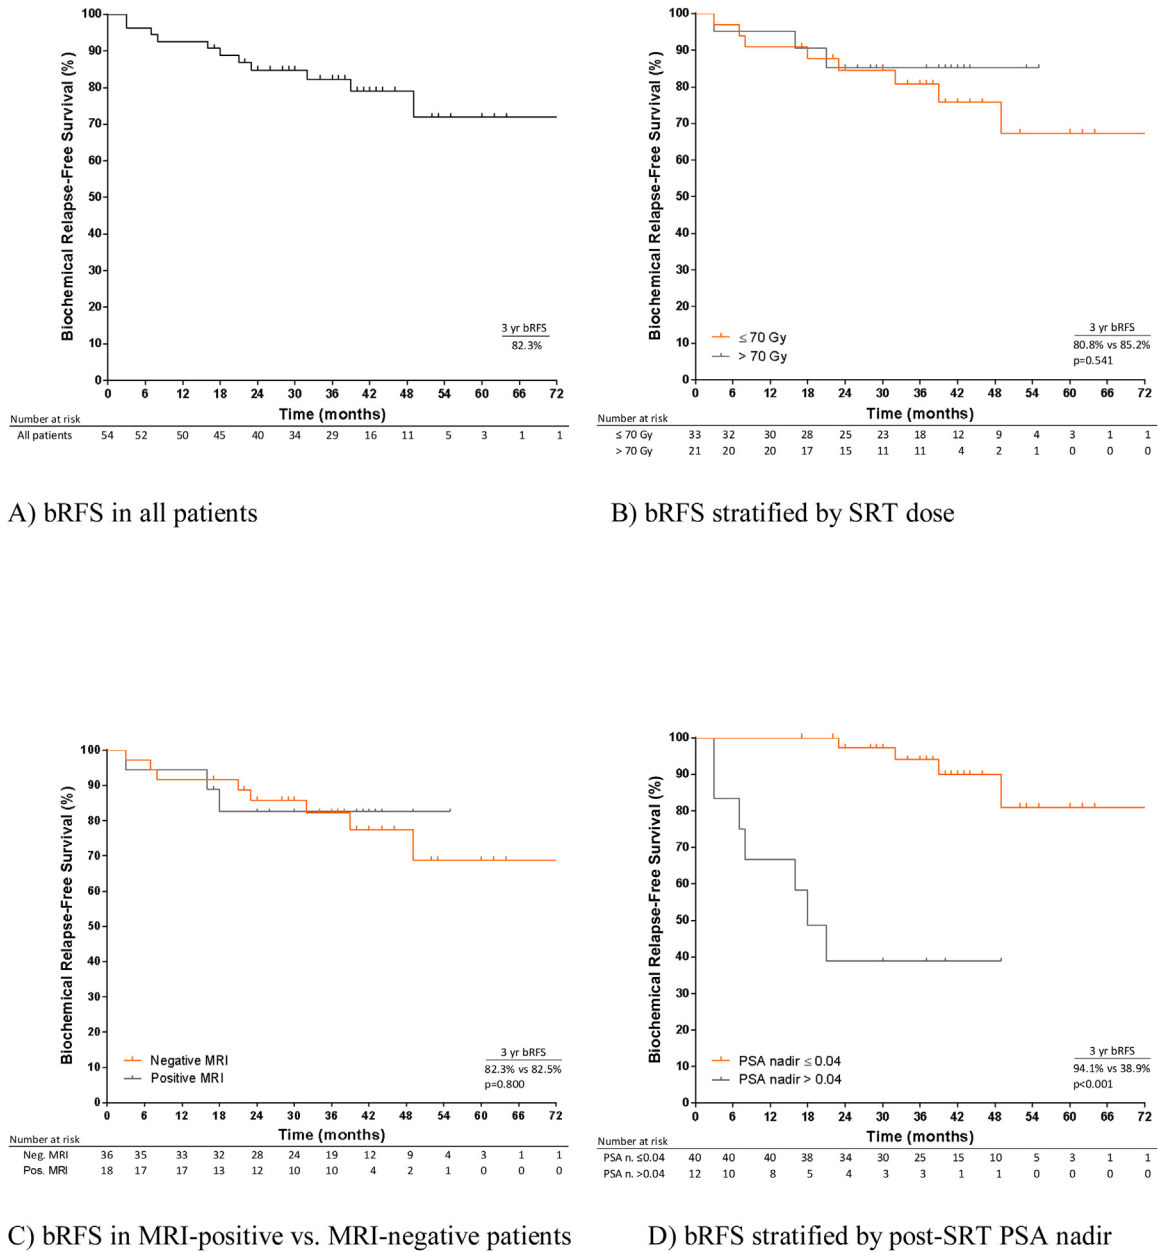 Biochemical Relapse-Free Survival (%)
100
90
80
70
60
50
40
30
20
10
0
3 yr bRFS
82.3%
0 6 12 18 24 30 36 42 48 54 60 66 72
Time (months)
Number at risk
All patients 54 52 50 45 40 34 29 16 11 5 3 1 1
A) bRFS in all patients
Biochemical Relapse-Free Survival (%)
100
90
80
70
60
50
40
30
20
10
0
≤ 70 Gy
> 70 Gy
3 yr bRFS
80.8% vs 85.2%
p=0.541
0 6 12 18 24 30 36 42 48 54 60 66 72
Time (months)
Number at risk
≤ 70 Gy 33 32 30 28 25 23 18 12 9 4 3 1 1
> 70 Gy 21 20 20 17 15 11 11 4 2 1 0 0 0
B) bRFS stratified by SRT dose
Biochemical Relapse-Free Survival (%)
100
90
80
70
60
50
40
30
20
10
0
Negative MRI
Positive MRI
3 yr bRFS
82.3% vs 82.5%
p=0.800
0 6 12 18 24 30 36 42 48 54 60 66 72
Time (months)
Number at risk
Neg. MRI 36 35 33 32 28 24 19 12 9 4 3 1 1
Pos. MRI 18 17 17 13 12 10 10 4 2 1 0 0 0
C) bRFS in MRI-positive vs. MRI-negative patients
Biochemical Relapse-Free Survival (%)
100
90
80
70
60
50
40
30
20
10
0
PSA nadir ≤ 0.04
PSA nadir > 0.04
3 yr bRFS
94.1% vs 38.9%
p<0.001
0 6 12 18 24 30 36 42 48 54 60 66 72
Time (months)
Number at risk
PSA n. ≤0.04 40 40 40 38 34 30 25 15 10 5 3 1 1
PSA n. >0.04 12 10 8 5 4 3 3 1 1 0 0 0 0
D) bRFS stratified by post-SRT PSA nadir